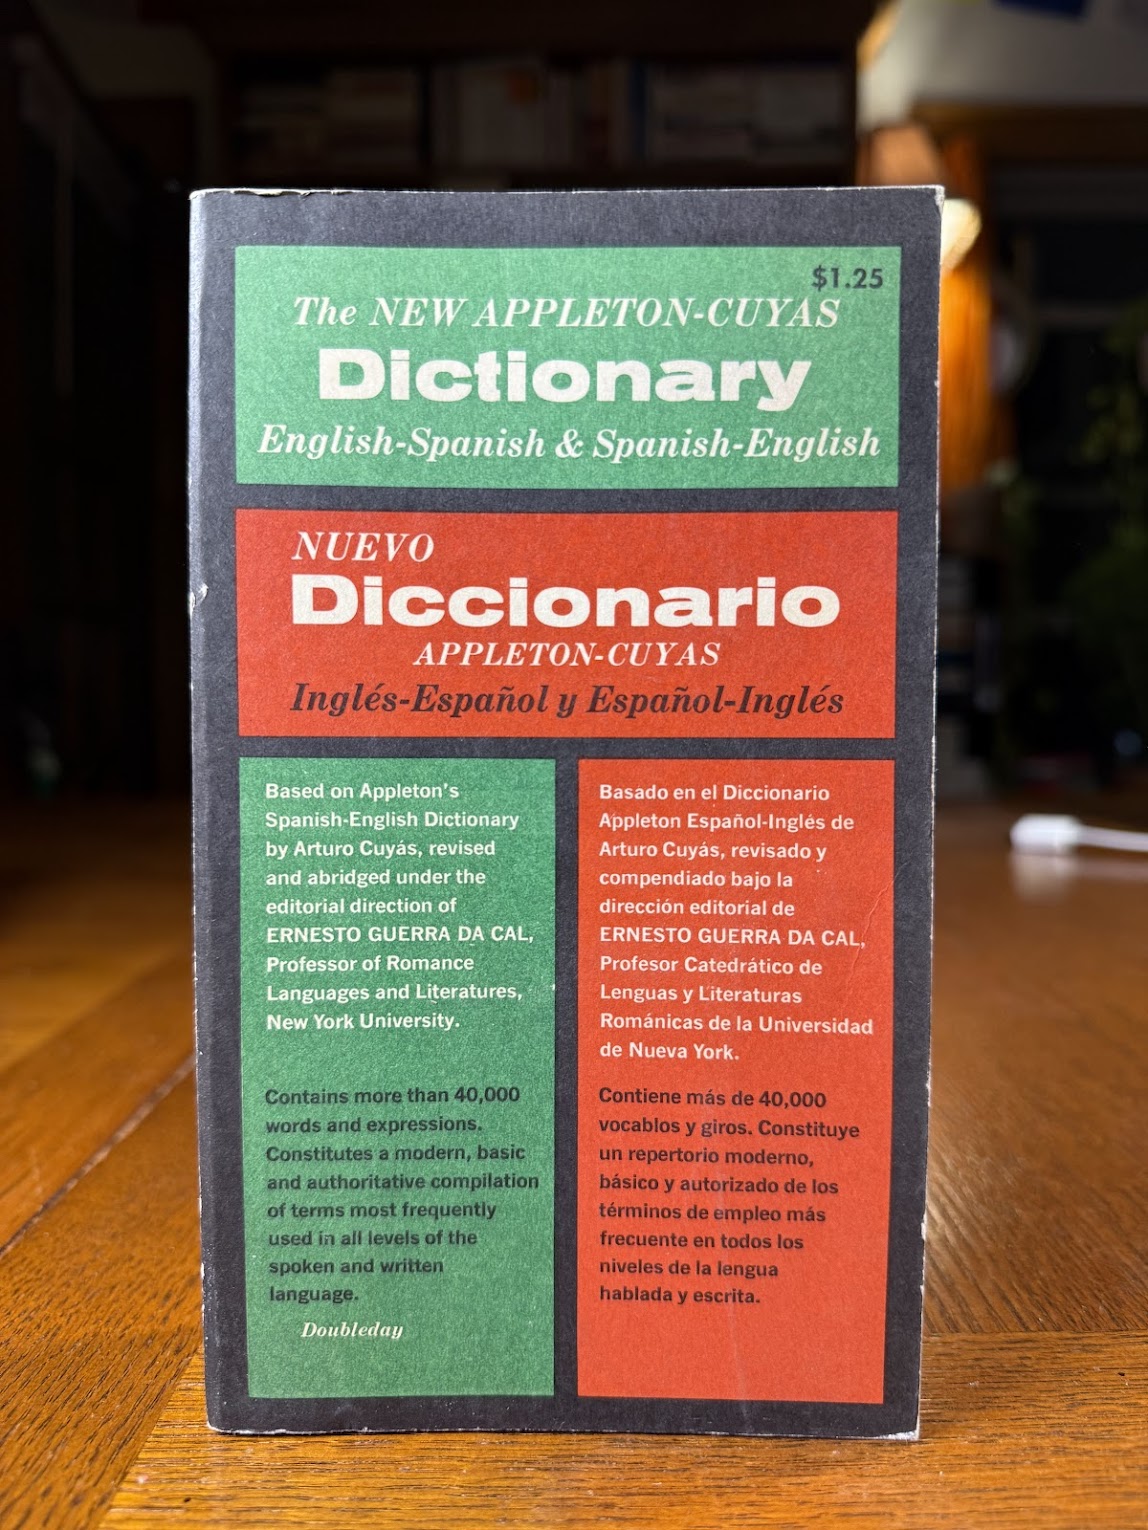 $1.25
The NEW APPLETON-CUYAS
Dictionary
English-Spanish & Spanish-English
NUEVO
Diccionario
APPLETON-CUYAS
Inglés-Español y Español-Inglés
Based on Appleton's
Spanish-English Dictionary
by Arturo Cuyás, revised
and abridged under the
editorial direction of
ERNESTO GUERRA DA CAL,
Professor of Romance
Languages and Literatures,
New York University.
Contains more than 40,000
words and expressions.
Constitutes a modern, basic
and authoritative compilation
of terms most frequently
used in all levels of the
spoken and written
language.
Doubleday
Basado en el Diccionario
Appleton Español-Inglés de
Arturo Cuyás, revisado y
compendiado bajo la
dirección editorial de
ERNESTO GUERRA DA CAL,
Profesor Catedrático de
Lenguas y Literaturas
Románicas de la Universidad
de Nueva York.
Contiene más de 40,000
vocablos y giros. Constituye
un repertorio moderno,
básico y autorizado de los
términos de empleo más
frecuente en todos los
niveles de la lengua
hablada y escrita.